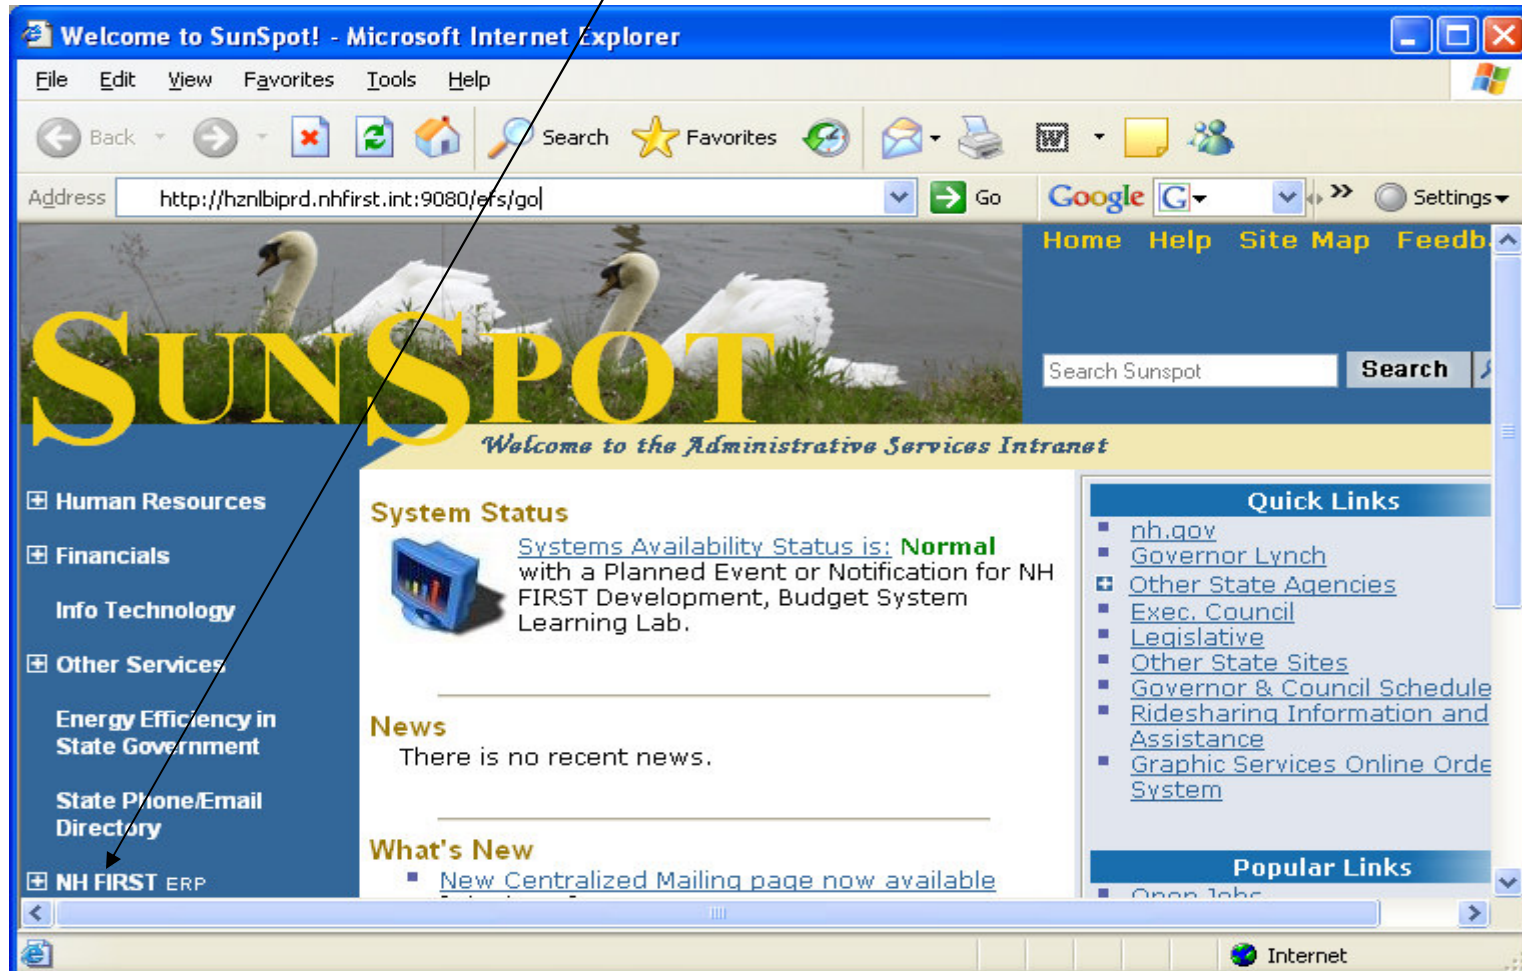 Welcome to SunSpot! - Microsoft Internet Explorer
File Edit View Favorites Tools Help
Back Search Favorites
Address http://hznlbiprd.nhfirst.int:9080/efs/go Go Google G Settings
Home Help Site Map Feedb
SUNSPOT
Search Sunspot Search
Welcome to the Administrative Services Intranet
Human Resources
Financials
Info Technology
Other Services
Energy Efficiency in
State Government
State Phone/Email
Directory
NH FIRST ERP
System Status
Systems Availability Status is: Normal
with a Planned Event or Notification for NH
FIRST Development, Budget System
Learning Lab.
News
There is no recent news.
What's New
New Centralized Mailing page now available
Quick Links
nh.gov
Governor Lynch
Other State Agencies
Exec. Council
Legislative
Other State Sites
Governor & Council Schedule
Ridesharing Information and
Assistance
Graphic Services Online Orde
System
Popular Links
Open Jobs
Internet